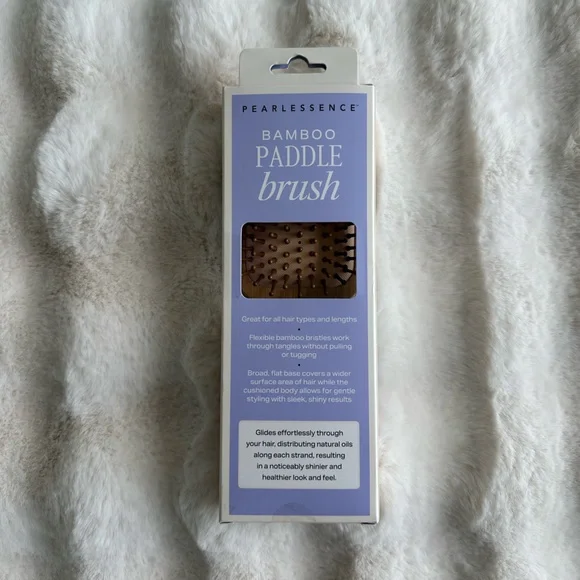 PEARLESSENCE™
BAMBOO
PADDLE
brush
Great for all hair types and lengths
•
Flexible bamboo bristles work
through tangles without pulling
or tugging
•
Broad, flat base covers a wider
surface area of hair while the
cushioned body allows for gentle
styling with sleek, shiny results
Glides effortlessly through
your hair, distributing natural oils
along each strand, resulting
in a noticeably shinier and
healthier look and feel.